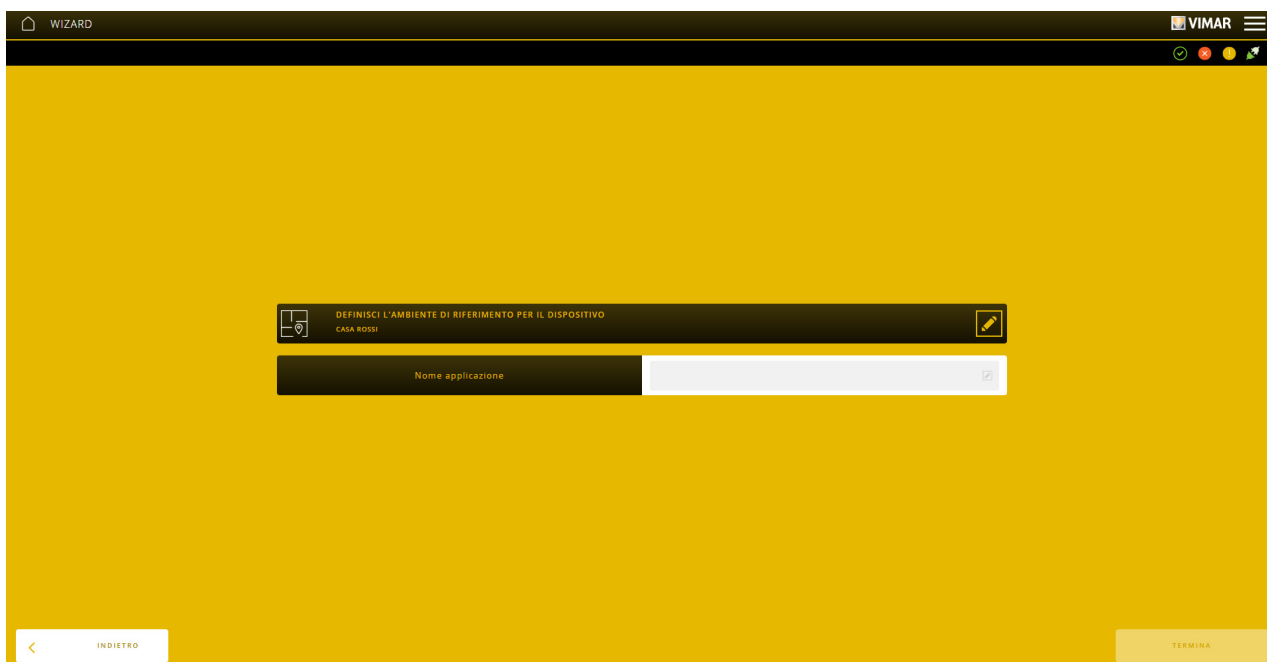 WIZARD
VIMAR
DEFINISCI L'AMBIENTE DI RIFERIMENTO PER IL DISPOSITIVO
CASA ROSSI
Nome applicazione
INDIETRO
TERMINA